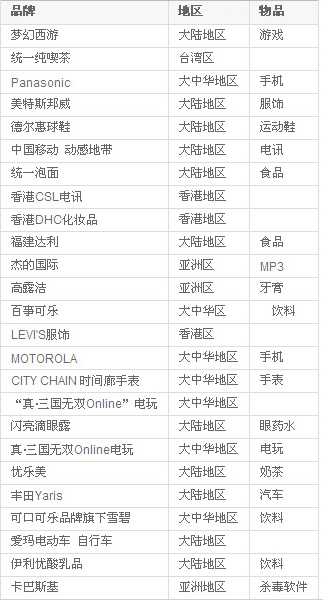 品牌 地区 物品
梦幻西游 大陆地区 游戏
统一纯喫茶 台湾区
Panasonic 大中华地区 手机
美特斯邦威 大陆地区 服饰
德尔惠球鞋 大陆地区 运动鞋
中国移动 动感地带 大陆地区 电讯
统一泡面 大陆地区 食品
香港CSL电讯 香港地区
香港DHC化妆品 香港地区
福建达利 大陆地区 食品
杰的国际 亚洲区 MP3
高露洁 亚洲区 牙膏
百事可乐 大中华区 饮料
LEVI'S服饰 香港区
MOTOROLA 大中华地区 手机
CITY CHAIN 时间廊手表 大中华地区 手表
“真·三国无双Online”电玩 大中华地区
闪亮滴眼露 大陆地区 眼药水
真·三国无双Online电玩 大中华地区 电玩
优乐美 大陆地区 奶茶
丰田Yaris 大陆地区 汽车
可口可乐品牌旗下雪碧 大中华地区 饮料
爱玛电动车 自行车 大陆地区
伊利优酸乳品 大陆地区 饮料
卡巴斯基 亚洲地区 杀毒软件